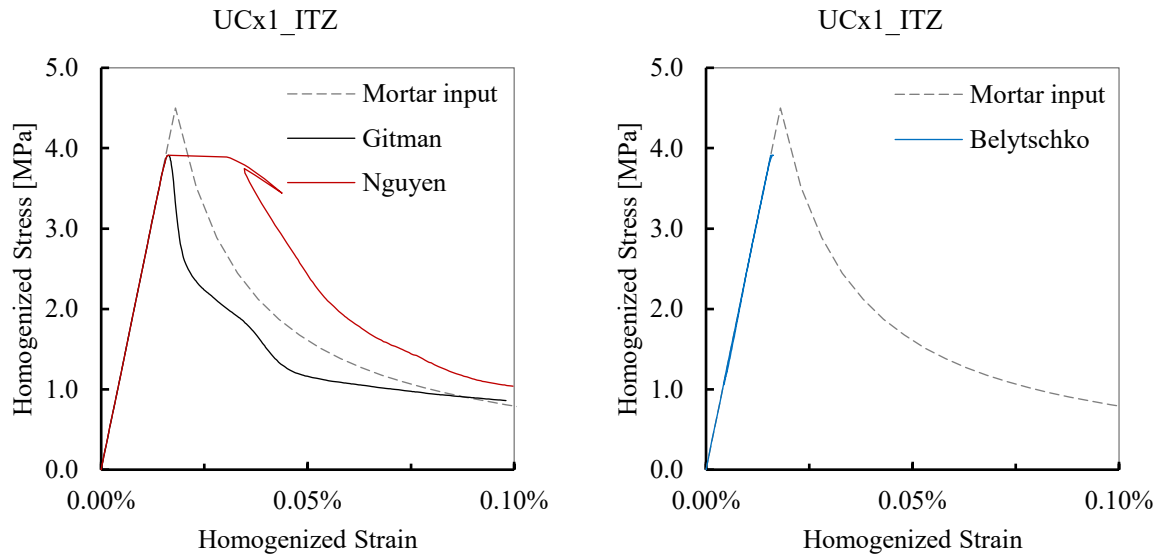 UCx1_ITZ
5.0
4.0
3.0
2.0
1.0
0.0
Homogenized Stress [MPa]
Mortar input
Gitman
Nguyen
0.00%
0.05%
0.10%
Homogenized Strain
UCx1_ITZ
5.0
4.0
3.0
2.0
1.0
0.0
Homogenized Stress [MPa]
Mortar input
Belytschko
0.00%
0.05%
0.10%
Homogenized Strain